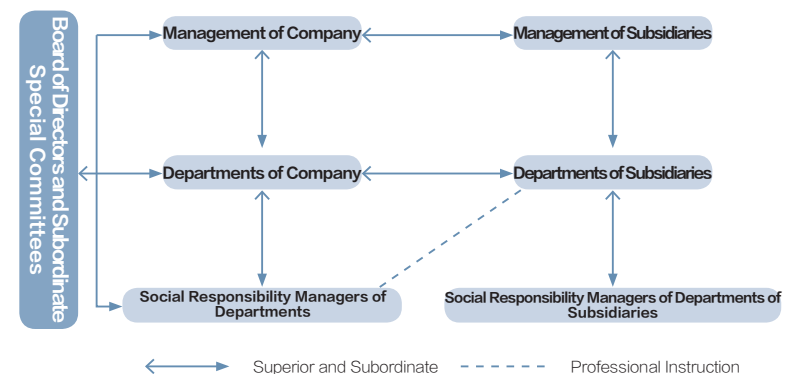 Board of Directors and Subordinate
Special Committees
Management of Company
Management of Subsidiaries
Departments of Company
Departments of Subsidiaries
Social Responsibility Managers of
Departments
Social Responsibility Managers of Departments of
Subsidiaries
Superior and Subordinate
Professional Instruction